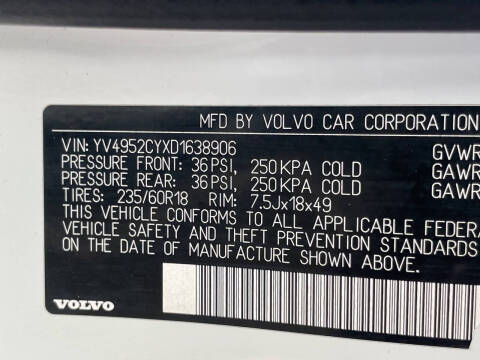 MFD BY VOLVO CAR CORPORATION
VIN: YV4952CYXD1638906 GVWR
PRESSURE FRONT: 36PSI, 250KPA COLD GAWR
PRESSURE REAR: 36PSI, 250KPA COLD GAWR
TIRES: 235/60R18 RIM: 7.5Jx18x49
THIS VEHICLE CONFORMS TO ALL APPLICABLE FEDERA
VEHICLE SAFETY AND THEFT PREVENTION STANDARDS
ON THE DATE OF MANUFACTURE SHOWN ABOVE.
VOLVO